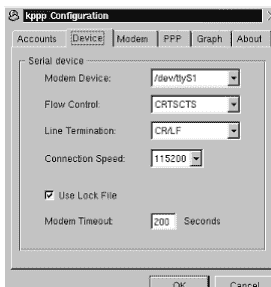 kppp Configuration
Accounts Device Modem PPP Graph About
Serial device
Modem Device: /dev/ttyS1
Flow Control: CRTSCTS
Line Termination: CR/LF
Connection Speed: 115200
Use Lock File
Modem Timeout: 200 Seconds
OK Cancel